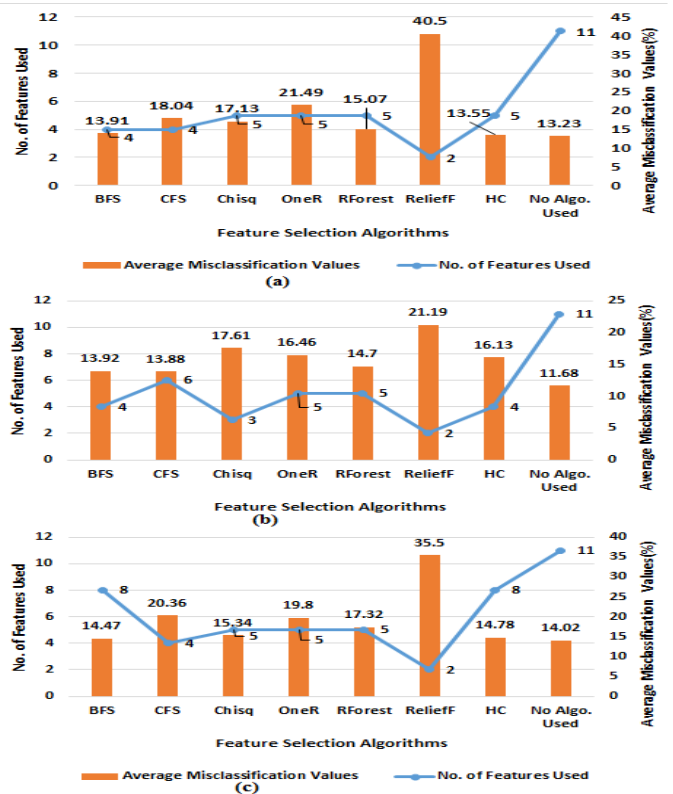 12 45
10 40
8 35
6 30
4 25
2 20
0 15
10
5
0
No. of Features Used
Average Misclassification Values(%)
13.91 18.04 17.13 21.49 15.07 40.5 13.55 13.23
4 4 5 5 5 2 5 11
BFS CFS Chisq OneR RForest ReliefF HC No Algo. Used
Feature Selection Algorithms
Average Misclassification Values No. of Features Used
(a)
12 25
10 20
8 15
6 10
4 5
2 0
0
No. of Features Used
Average Misclassification Values(%)
13.92 13.88 17.61 16.46 14.7 21.19 16.13 11.68
4 6 3 5 5 2 4 11
BFS CFS Chisq OneR RForest ReliefF HC No Algo. Used
Feature Selection Algorithms
(b)
12 40
10 35
8 30
6 25
4 20
2 15
0 10
5
0
No. of Features Used
Average Misclassification Values(%)
14.47 20.36 15.34 19.8 17.32 35.5 14.78 14.02
8 4 5 5 5 2 8 11
BFS CFS Chisq OneR RForest ReliefF HC No Algo. Used
Feature Selection Algorithms
Average Misclassification Values No. of Features Used
(c)